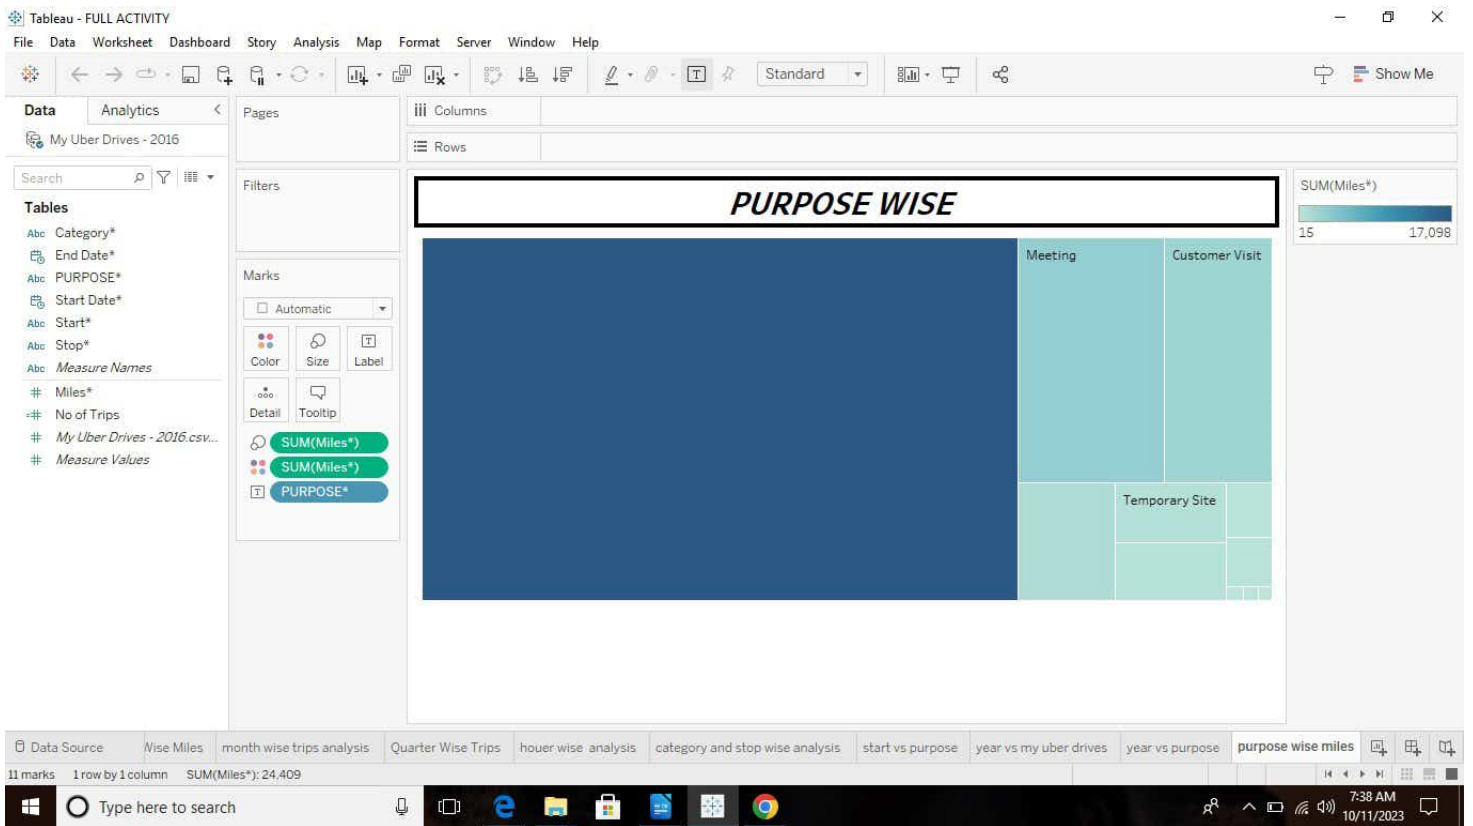 Tableau - FULL ACTIVITY
File Data Worksheet Dashboard Story Analysis Map Format Server Window Help
Standard
Show Me
Data Analytics
Pages
Columns
My Uber Drives - 2016
Rows
Search
Filters
PURPOSE WISE
SUM(Miles*)
15 17,098
Tables
Abc Category*
End Date*
Abc PURPOSE*
Start Date*
Abc Start*
Abc Stop*
Abc Measure Names
# Miles*
=# No of Trips
# My Uber Drives - 2016.csv...
# Measure Values
Marks
Automatic
Color Size Label
Detail Tooltip
SUM(Miles*)
SUM(Miles*)
PURPOSE*
Meeting
Customer Visit
Temporary Site
Data Source Wise Miles month wise trips analysis Quarter Wise Trips houer wise analysis category and stop wise analysis start vs purpose year vs my uber drives year vs purpose purpose wise miles
11 marks 1 row by 1 column SUM(Miles*): 24,409
Type here to search
7:38 AM
10/11/2023